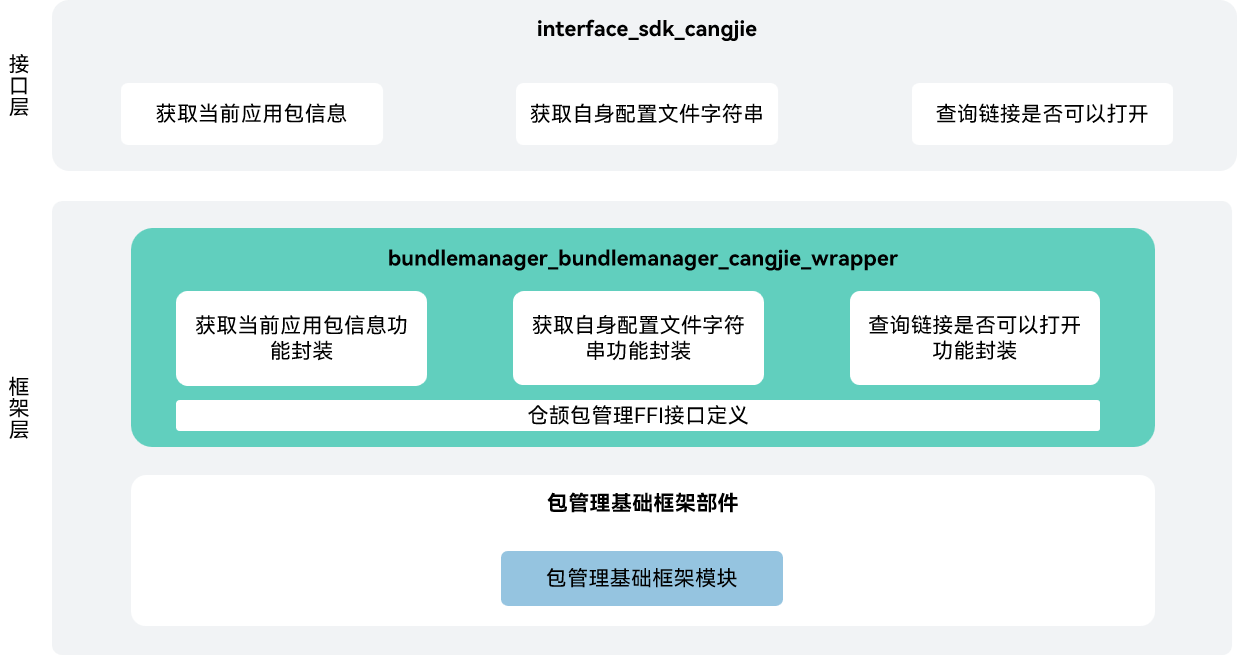 interface_sdk_cangjie
接
口
层
获取当前应用包信息
获取自身配置文件字符串
查询链接是否可以打开
bundlemanager_bundlemanager_cangjie_wrapper
获取当前应用包信息功
能封装
获取自身配置文件字符
串功能封装
查询链接是否可以打开
功能封装
仓颉包管理FFI接口定义
框
架
层
包管理基础框架部件
包管理基础框架模块